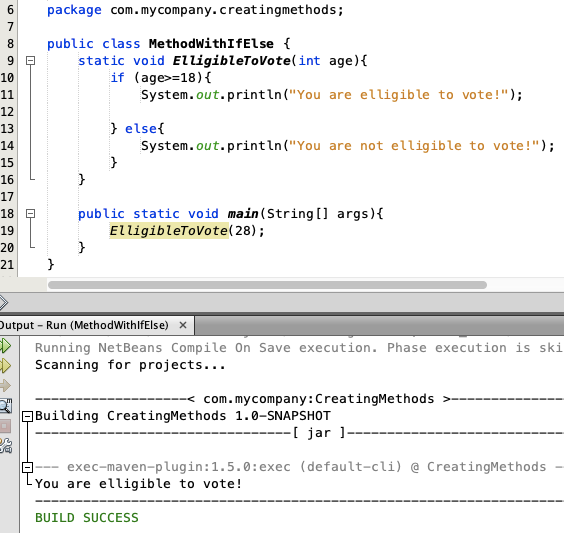 6 package com.mycompany.creatingmethods;
7
8 public class MethodWithIfElse {
9 static void ElligibleToVote(int age){
10 if (age>=18){
11 System.out.println("You are elligible to vote!");
12
13 } else{
14 System.out.println("You are not elligible to vote!");
15 }
16 }
17
18 public static void main(String[] args){
19 ElligibleToVote(28);
20 }
21 }
Output – Run (MethodWithIfElse) ×
Running NetBeans Compile On Save execution. Phase execution is ski
Scanning for projects...
--------------------< com.mycompany:CreatingMethods >---------------
Building CreatingMethods 1.0-SNAPSHOT
----------------------------------[ jar ]-----------------------------
--- exec-maven-plugin:1.5.0:exec (default-cli) @ CreatingMethods -
You are elligible to vote!
----------------------------------------------------------------------
BUILD SUCCESS